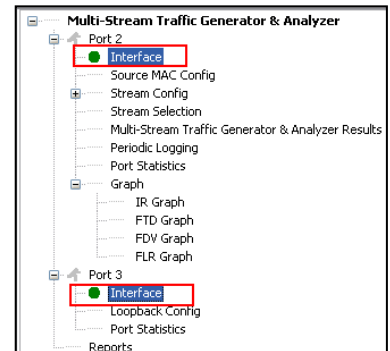 Multi-Stream Traffic Generator & Analyzer
Port 2
Interface
Source MAC Config
Stream Config
Stream Selection
Multi-Stream Traffic Generator & Analyzer Results
Periodic Logging
Port Statistics
Graph
IR Graph
FTD Graph
FDV Graph
FLR Graph
Port 3
Interface
Loopback Config
Port Statistics
Reports